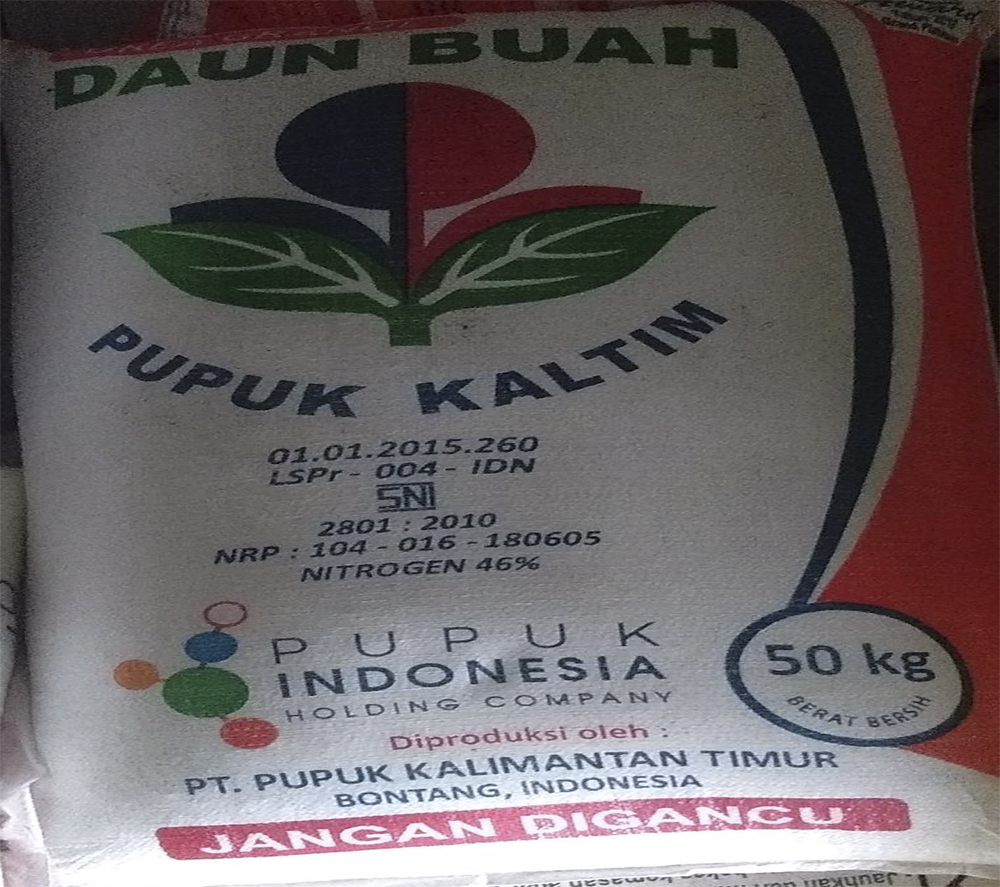 DAUN BUAH
PUPUK KALTIM
01.01.2015.260
LSPr - 004 - IDN
SNI
2801 : 2010
NRP : 104 - 016 - 180605
NITROGEN 46%
PUPUK
INDONESIA
HOLDING COMPANY
50 kg
BERAT BERSIH
Diproduksi oleh :
PT. PUPUK KALIMANTAN TIMUR
BONTANG, INDONESIA
JANGAN DIGANCU